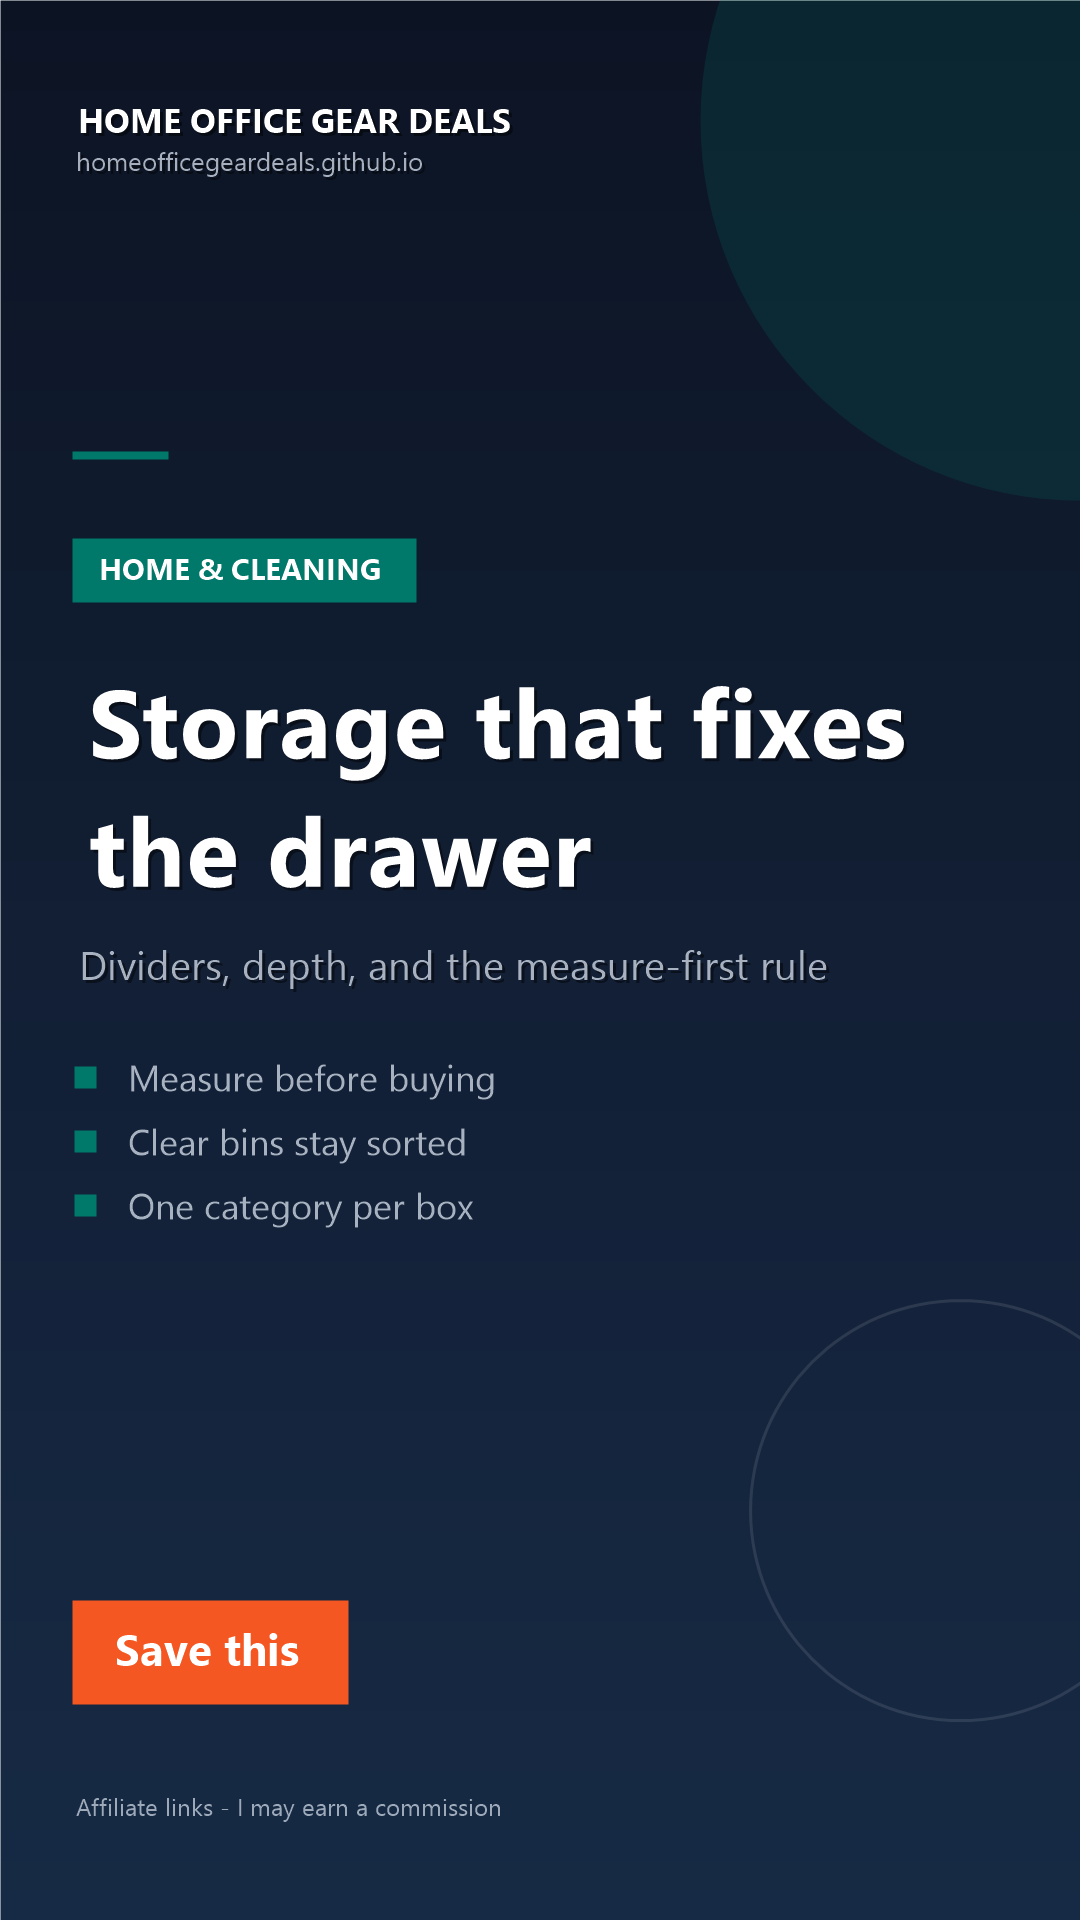 HOME OFFICE GEAR DEALS
homeofficegeardeals.github.io
HOME & CLEANING
Storage that fixes
the drawer
Dividers, depth, and the measure-first rule
Measure before buying
Clear bins stay sorted
One category per box
Save this
Affiliate links - I may earn a commission